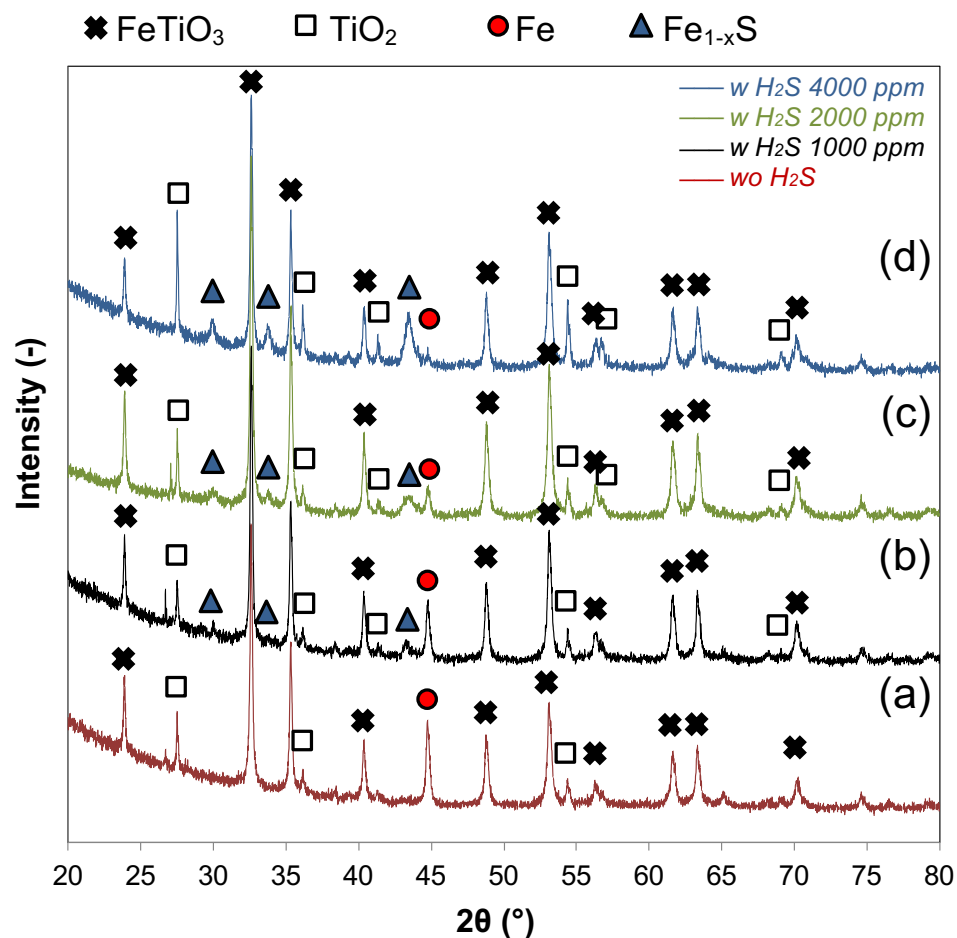 FeTiO₃ TiO₂ Fe Fe₁₋ₓS
w H₂S 4000 ppm
w H₂S 2000 ppm
w H₂S 1000 ppm
wo H₂S
(d)
(c)
(b)
(a)
Intensity (-)
20 25 30 35 40 45 50 55 60 65 70 75 80
2θ (°)